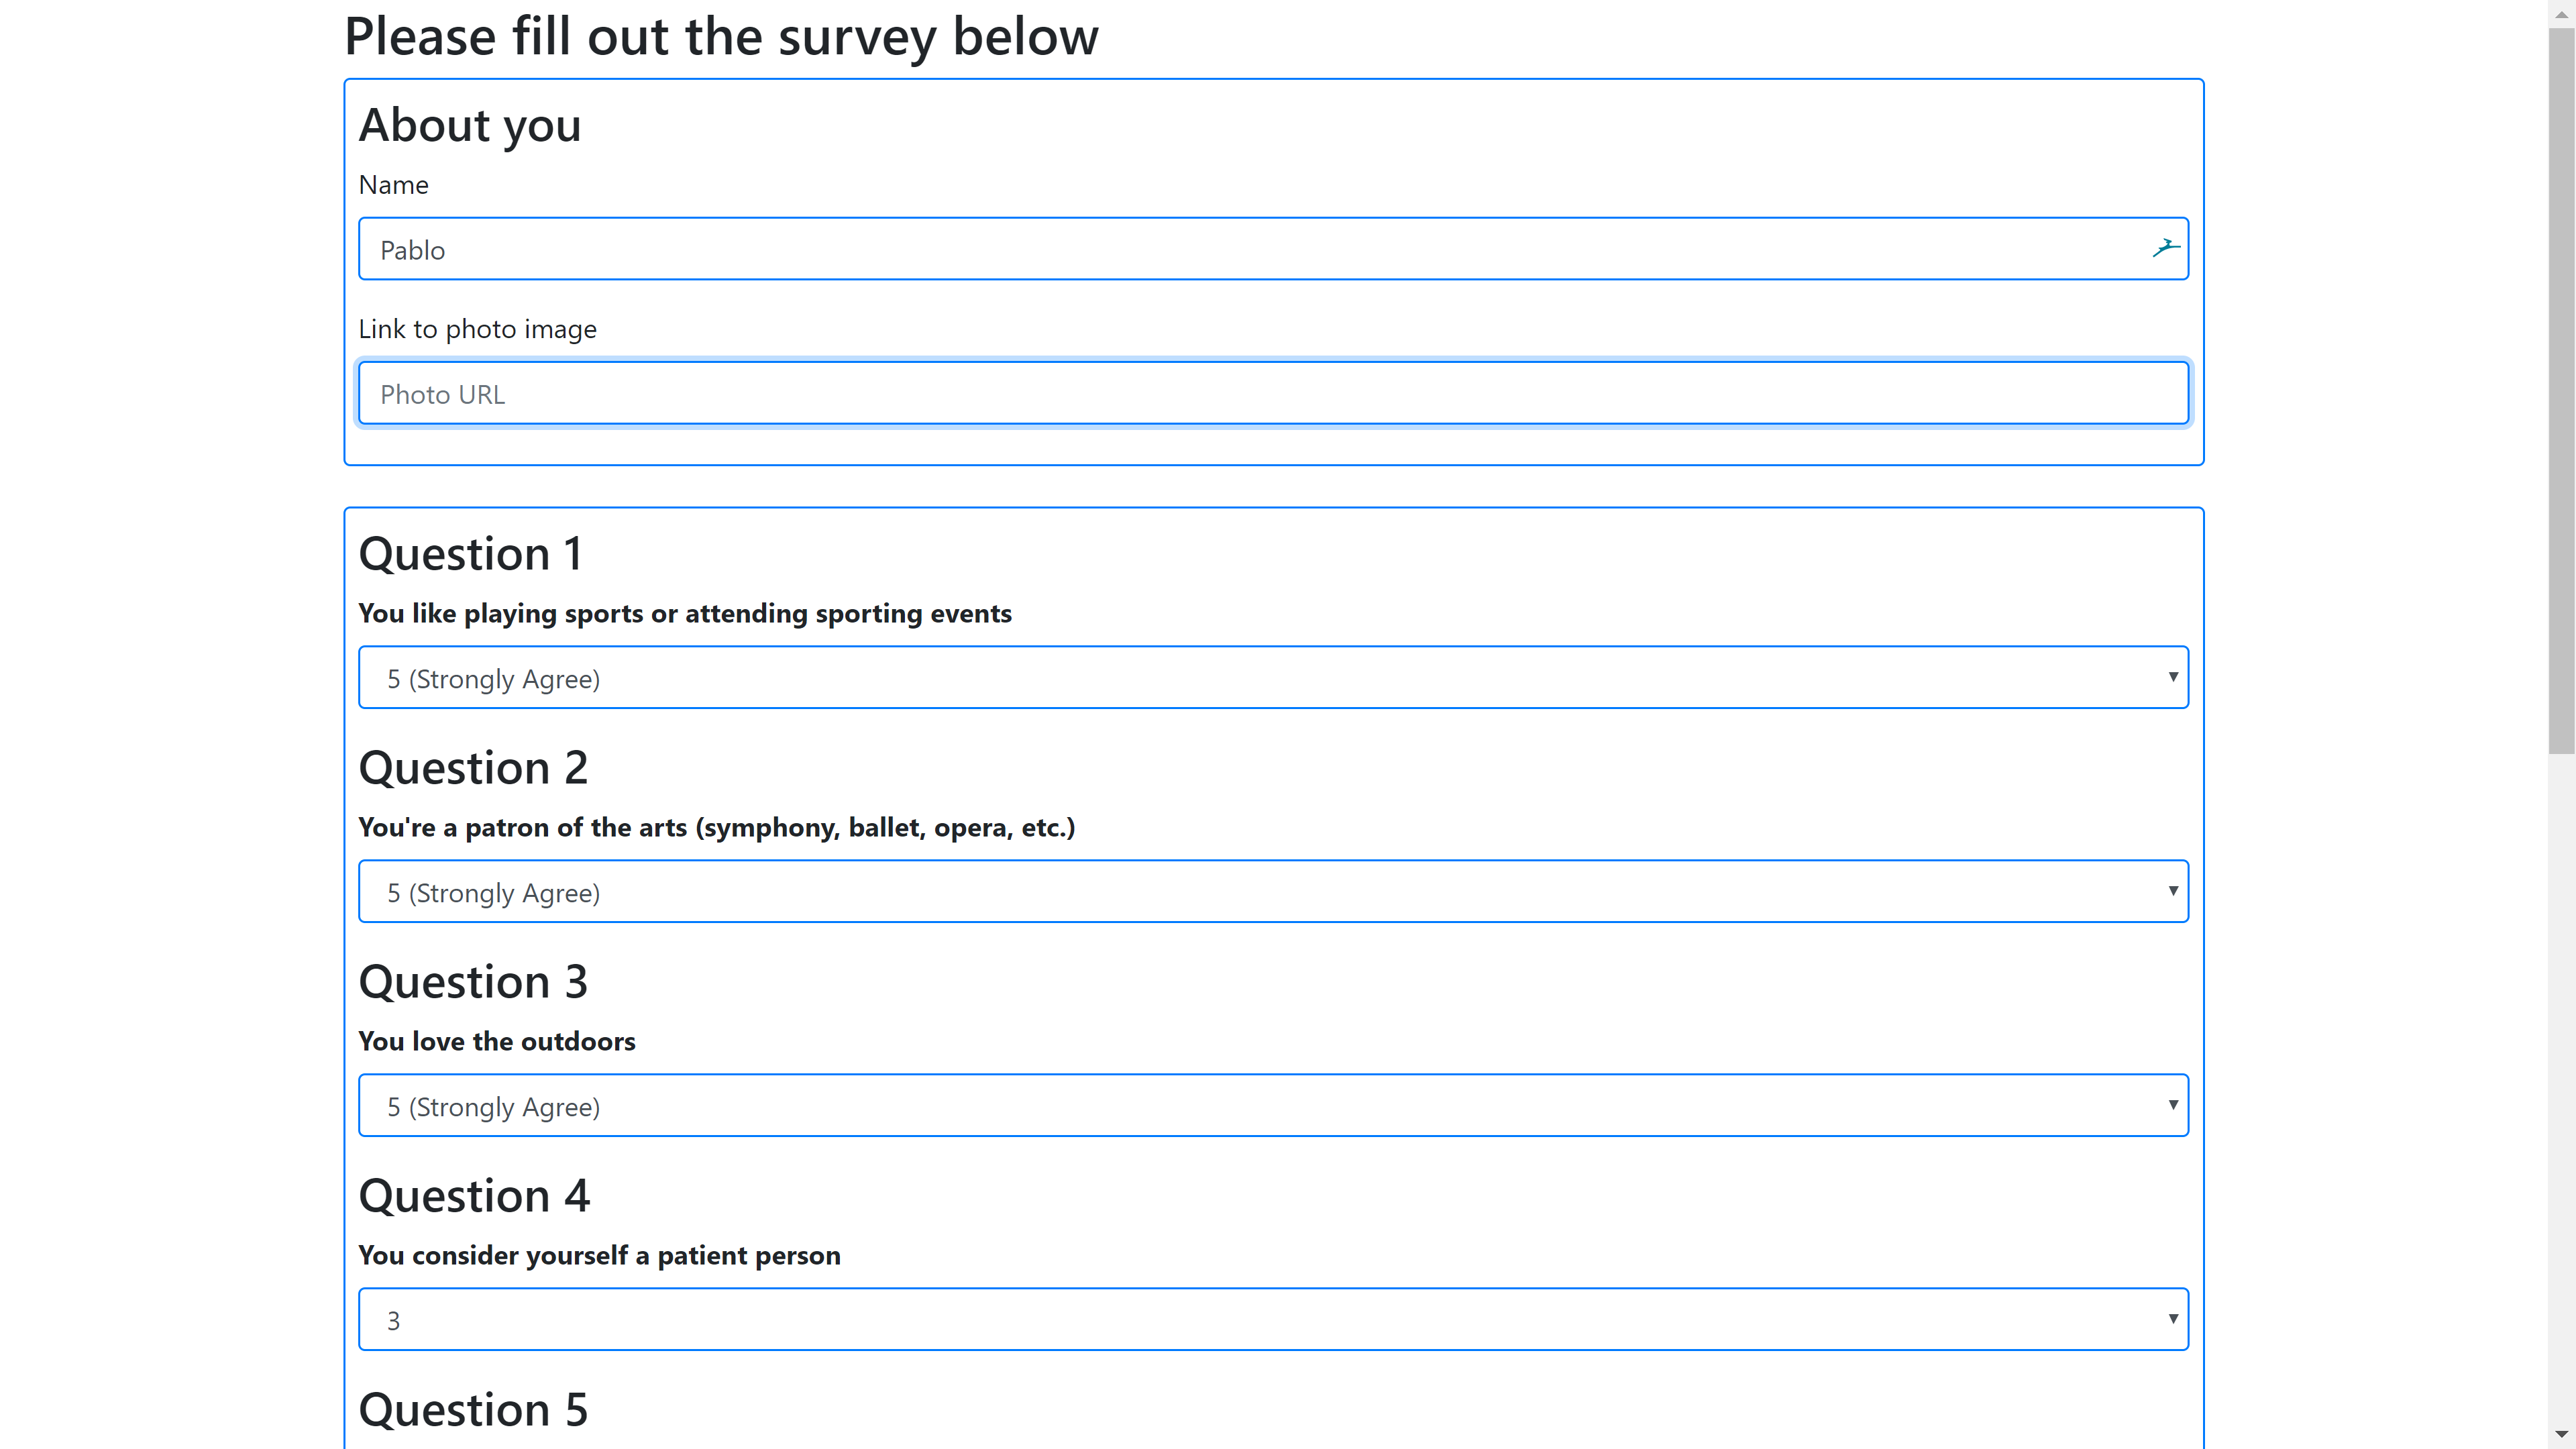 Please fill out the survey below
About you
Name
Pablo
Link to photo image
Photo URL
Question 1
You like playing sports or attending sporting events
5 (Strongly Agree)
Question 2
You're a patron of the arts (symphony, ballet, opera, etc.)
5 (Strongly Agree)
Question 3
You love the outdoors
5 (Strongly Agree)
Question 4
You consider yourself a patient person
3
Question 5